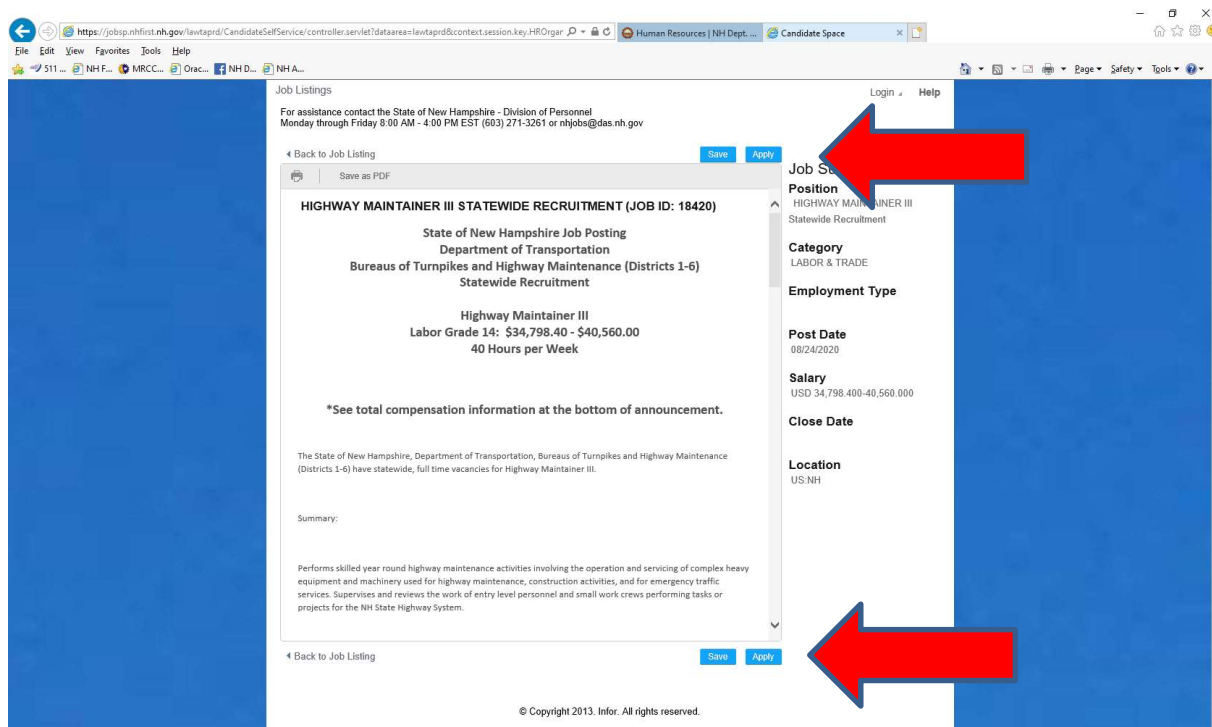 https://jobsp.nhfirst.nh.gov/lawtaprd/CandidateSelfService/controller.servlet?dataarea=lawtaprd&context.session.key.HROrgar
Human Resources | NH Dept. ...
Candidate Space
File Edit View Favorites Tools Help
511 ... NH F... MRCC... Orac... NH D... NH A...
Page Safety Tools
Job Listings
Login Help
For assistance contact the State of New Hampshire - Division of Personnel
Monday through Friday 8:00 AM - 4:00 PM EST (603) 271-3261 or nhjobs@das.nh.gov
Back to Job Listing
Save Apply
Save as PDF
HIGHWAY MAINTAINER III STATEWIDE RECRUITMENT (JOB ID: 18420)
State of New Hampshire Job Posting
Department of Transportation
Bureaus of Turnpikes and Highway Maintenance (Districts 1-6)
Statewide Recruitment
Highway Maintainer III
Labor Grade 14: $34,798.40 - $40,560.00
40 Hours per Week
*See total compensation information at the bottom of announcement.
The State of New Hampshire, Department of Transportation, Bureaus of Turnpikes and Highway Maintenance
(Districts 1-6) have statewide, full time vacancies for Highway Maintainer III.
Summary:
Performs skilled year round highway maintenance activities involving the operation and servicing of complex heavy
equipment and machinery used for highway maintenance, construction activities, and for emergency traffic
services. Supervises and reviews the work of entry level personnel and small work crews performing tasks or
projects for the NH State Highway System.
Job
Position
HIGHWAY MAINTAINER III
Statewide Recruitment
Category
LABOR & TRADE
Employment Type
Post Date
08/24/2020
Salary
USD 34,798.400-40,560.000
Close Date
Location
US:NH
Back to Job Listing
Save Apply
© Copyright 2013. Infor. All rights reserved.